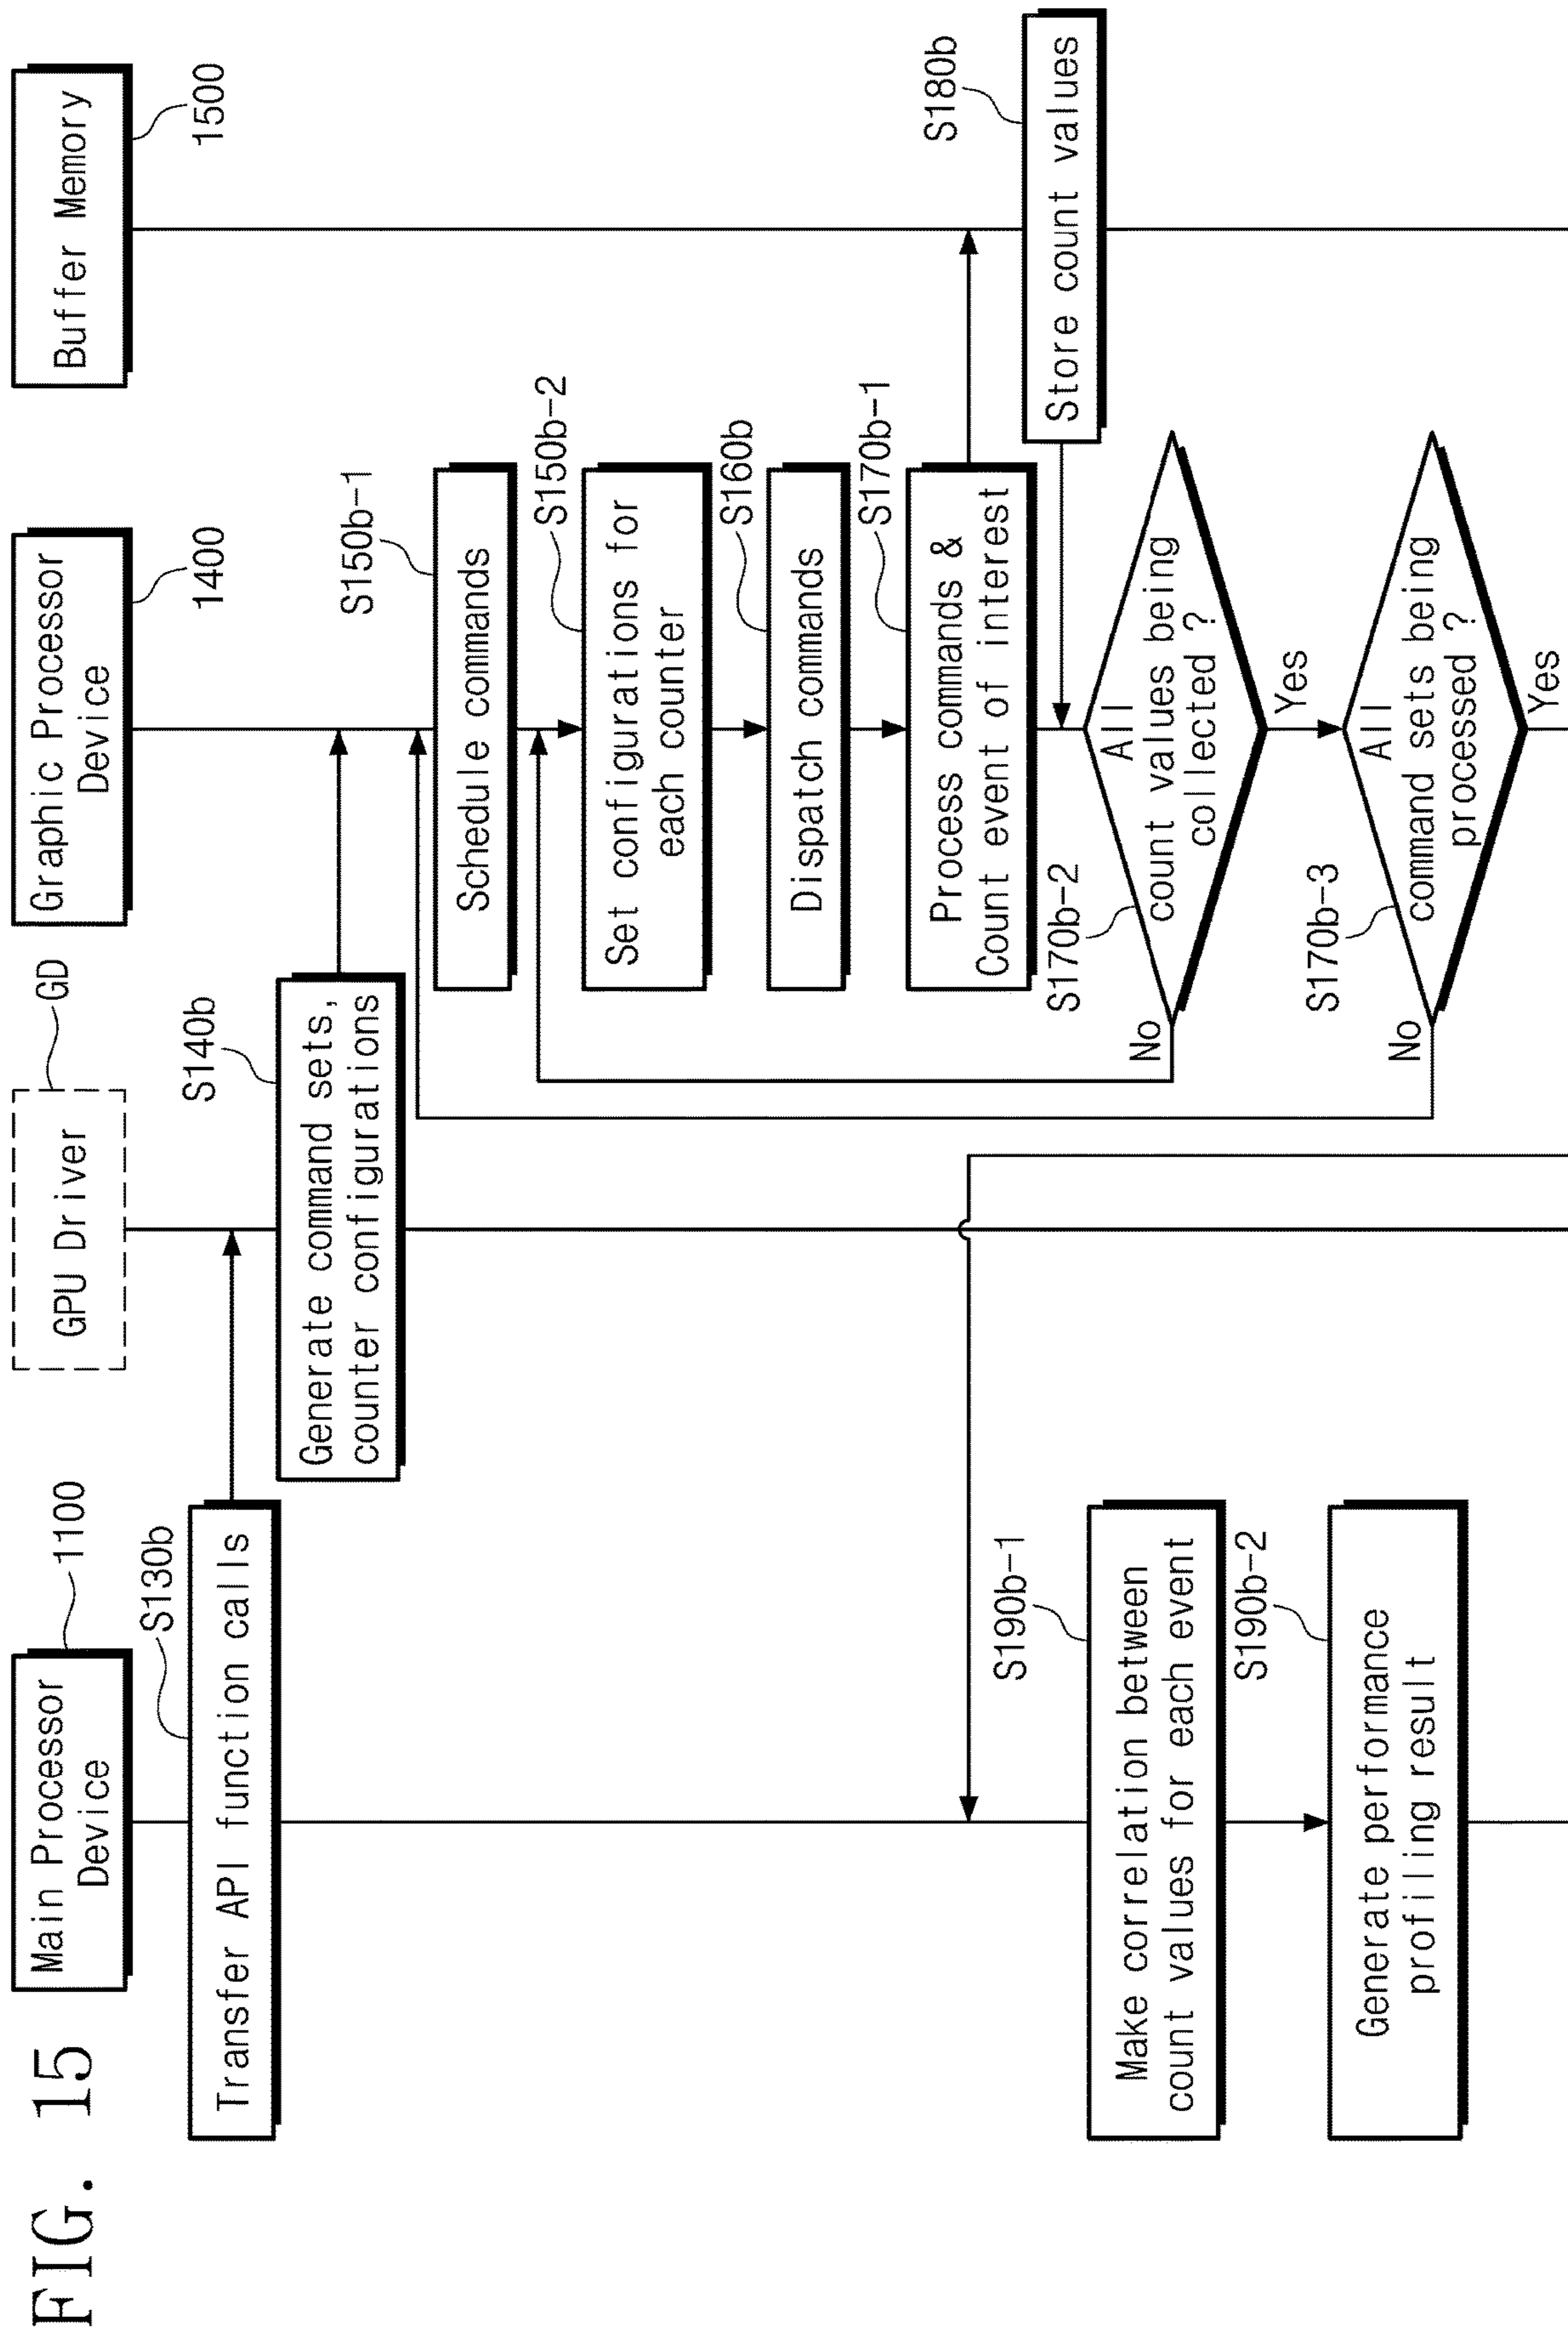 FIG. 15
Main Processor
Device
1100
GPU Driver
GD
Graphic Processor
Device
1400
Buffer Memory
1500
S130b
Transfer API function calls
S140b
Generate command sets,
counter configurations
S150b-1
Schedule commands
S150b-2
Set configurations for
each counter
S160b
Dispatch commands
S170b-1
Process commands &
Count event of interest
S180b
Store count values
S170b-2
All
count values being
collected ?
No
Yes
S170b-3
All
command sets being
processed ?
No
Yes
S190b-1
Make correlation between
count values for each event
S190b-2
Generate performance
profiling result